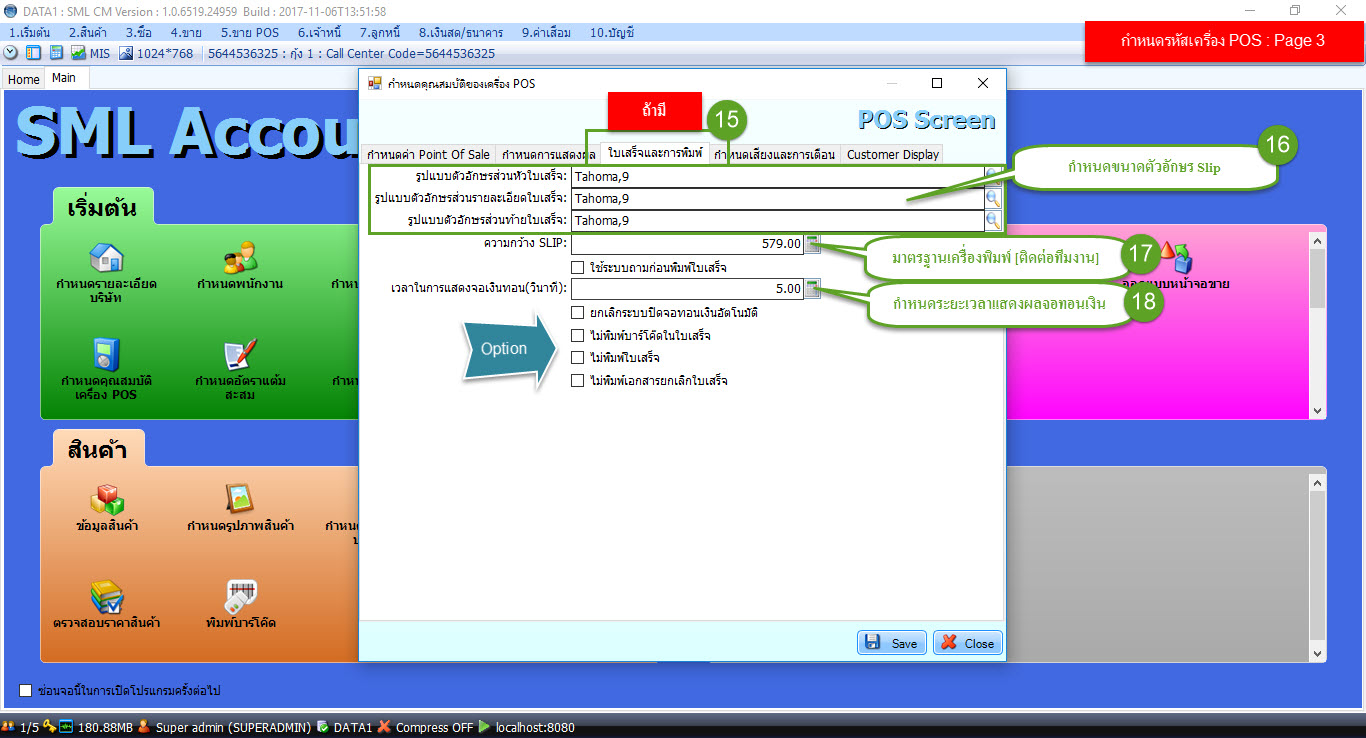 DATA1 : SML CM Version : 1.0.6519.24959 Build : 2017-11-06T13:51:58
1.เริ่มต้น 2.สินค้า 3.ซื้อ 4.ขาย 5.ขาย POS 6.เจ้าหนี้ 7.ลูกหนี้ 8.เงินสด/ธนาคาร 9.ค่าเสื่อม 10.บัญชี
MIS 1024*768 5644536325 : กุ้ง 1 : Call Center Code=5644536325
กำหนดรหัสเครื่อง POS : Page 3
Home Main
SML Accou
กำหนดคุณสมบัติของเครื่อง POS
ถ้ามี
15
POS Screen
กำหนดค่า Point Of Sale กำหนดการแสดงผล ใบเสร็จและการพิมพ์ กำหนดเสียงและการเตือน Customer Display
รูปแบบตัวอักษรส่วนหัวใบเสร็จ: Tahoma,9
รูปแบบตัวอักษรส่วนรายละเอียดใบเสร็จ: Tahoma,9
รูปแบบตัวอักษรส่วนท้ายใบเสร็จ: Tahoma,9
16
กำหนดขนาดตัวอักษร Slip
ความกว้าง SLIP: 579.00
มาตรฐานเครื่องพิมพ์ [ติดต่อทีมงาน]
17
ใช้ระบบถามก่อนพิมพ์ใบเสร็จ
เวลาในการแสดงจอเงินทอน(วินาที): 5.00
กำหนดระยะเวลาแสดงผลจอทอนเงิน
18
ยกเลิกระบบปิดจอทอนเงินอัตโนมัติ
ไม่พิมพ์บาร์โค๊ดในใบเสร็จ
ไม่พิมพ์ใบเสร็จ
ไม่พิมพ์เอกสารยกเลิกใบเสร็จ
Option
Save Close
เริ่มต้น
กำหนดรายละเอียด
บริษัท
กำหนดพนักงาน
กำหน
ออกแบบหน้าจอขาย
กำหนดคุณสมบัติ
เครื่อง POS
กำหนดอัตราแต้ม
สะสม
กำหน
สินค้า
ข้อมูลสินค้า
กำหนดรูปภาพสินค้า
กำหน
ตรวจสอบราคาสินค้า
พิมพ์บาร์โค๊ด
ซ่อนจอนี้ในการเปิดโปรแกรมครั้งต่อไป
1/5 180.88MB Super admin (SUPERADMIN) DATA1 Compress OFF localhost:8080